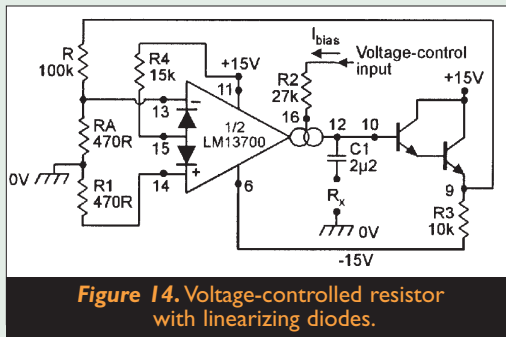 R
100k
R4
15k
+15V
11
I bias
Voltage-control
input
R2
27k
+15V
13
−
16
RA
470R
15
1/2
LM13700
12
10
C1
2µ2
0V
14
+
6
9
R1
470R
Rx
0V
R3
10k
-15V
Figure 14. Voltage-controlled resistor
with linearizing diodes.